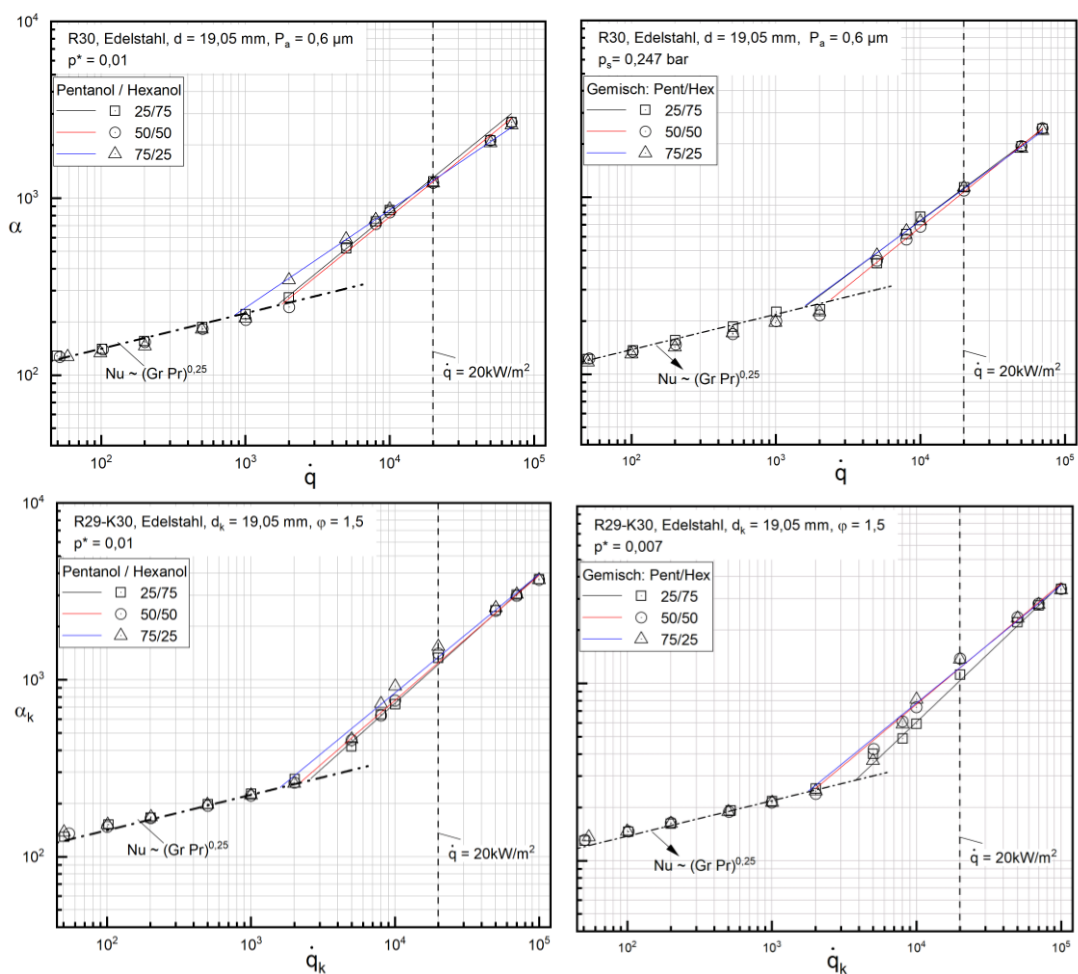 R30, Edelstahl, d = 19,05 mm, Pₐ = 0,6 µm
p* = 0,01
Pentanol / Hexanol
25/75
50/50
75/25
Nu ~ (Gr Pr)⁰,²⁵
q̇ = 20kW/m²
10⁴
10³
10²
α
10² 10³ 10⁴ 10⁵
q̇
R30, Edelstahl, d = 19,05 mm, Pₐ = 0,6 µm
pₛ= 0,247 bar
Gemisch: Pent/Hex
25/75
50/50
75/25
Nu ~ (Gr Pr)⁰,²⁵
q̇ = 20kW/m²
10² 10³ 10⁴ 10⁵
q̇
R29-K30, Edelstahl, dₖ = 19,05 mm, φ = 1,5
p* = 0,01
Pentanol / Hexanol
25/75
50/50
75/25
Nu ~ (Gr Pr)⁰,²⁵
q̇ = 20kW/m²
10⁴
10³
10²
αₖ
10² 10³ 10⁴ 10⁵
q̇ₖ
R29-K30, Edelstahl, dₖ = 19,05 mm, φ = 1,5
p* = 0,007
Gemisch: Pent/Hex
25/75
50/50
75/25
Nu ~ (Gr Pr)⁰,²⁵
q̇ = 20kW/m²
10² 10³ 10⁴ 10⁵
q̇ₖ